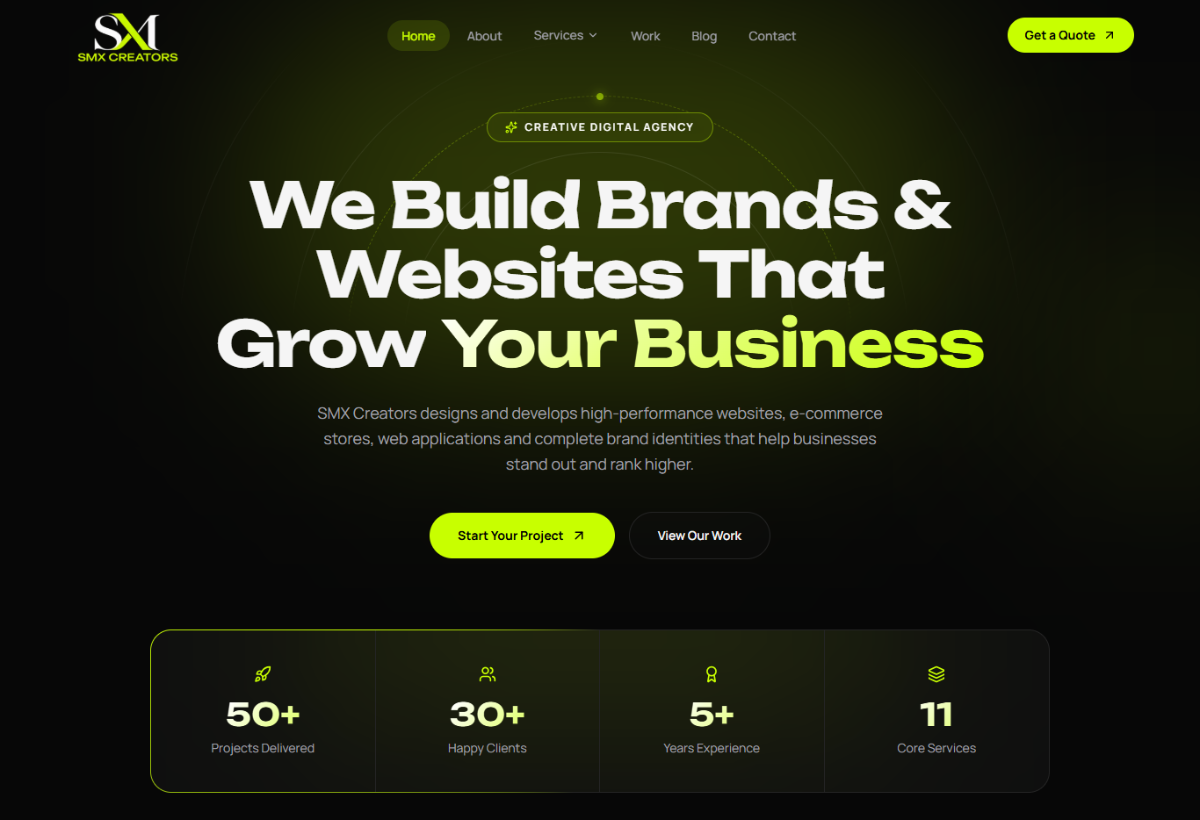 SM
SMX CREATORS
Home About Services Work Blog Contact
Get a Quote
CREATIVE DIGITAL AGENCY
We Build Brands &
Websites That
Grow Your Business
SMX Creators designs and develops high-performance websites, e-commerce
stores, web applications and complete brand identities that help businesses
stand out and rank higher.
Start Your Project
View Our Work
50+ 30+ 5+ 11
Projects Delivered Happy Clients Years Experience Core Services